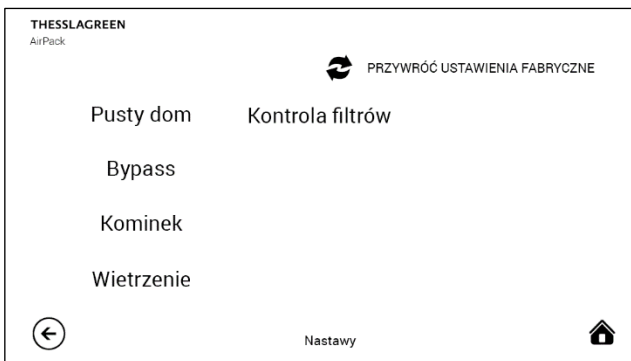 THESSLAGREEN
AirPack
PRZYWRÓĆ USTAWIENIA FABRYCZNE
Pusty dom
Kontrola filtrów
Bypass
Kominek
Wietrzenie
Nastawy